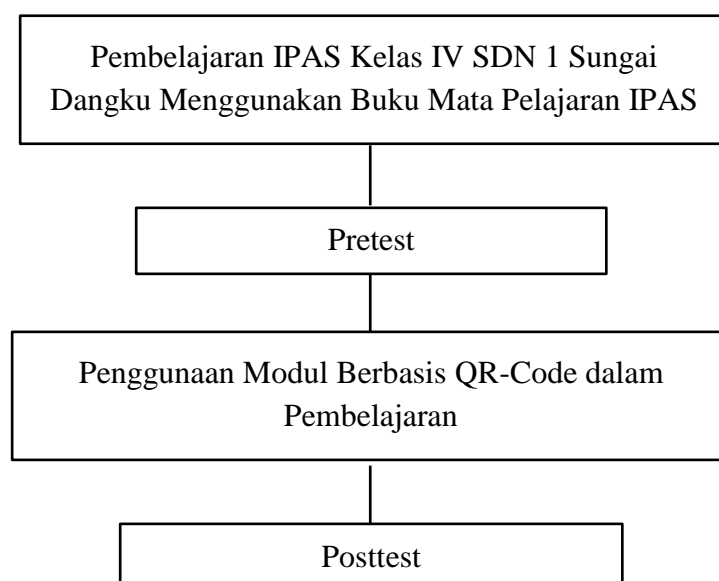 Pembelajaran IPAS Kelas IV SDN 1 Sungai
Dangku Menggunakan Buku Mata Pelajaran IPAS
Pretest
Penggunaan Modul Berbasis QR-Code dalam
Pembelajaran
Posttest